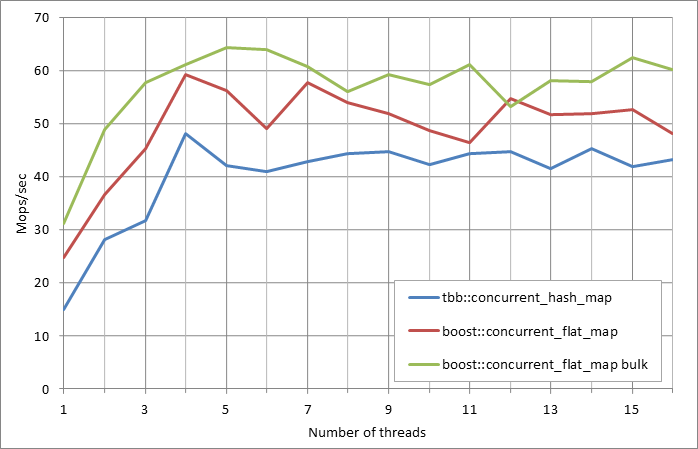 70
60
50
40
30
20
10
0
Mops/sec
tbb::concurrent_hash_map
boost::concurrent_flat_map
boost::concurrent_flat_map bulk
1 3 5 7 9 11 13 15
Number of threads